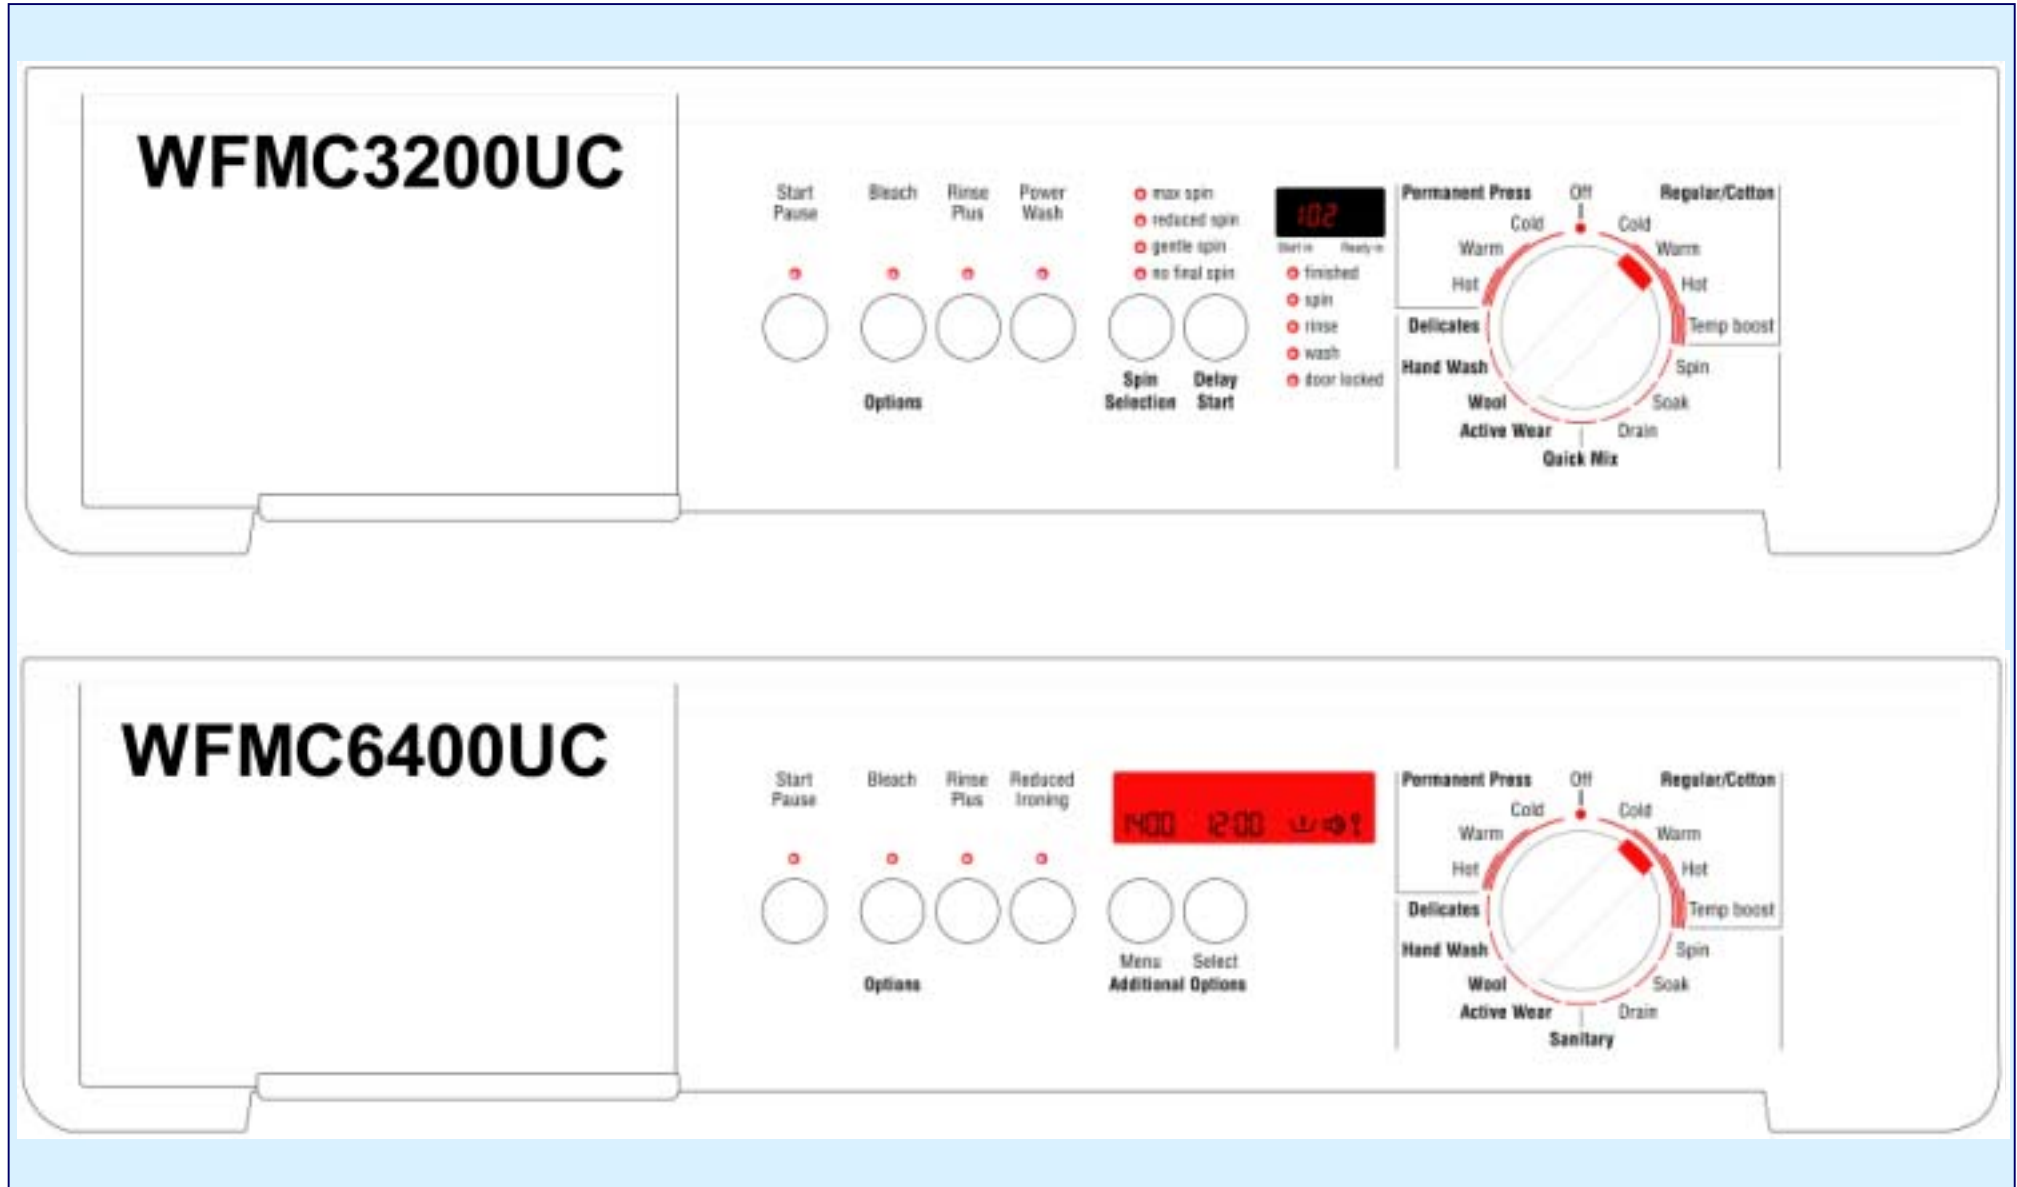 WFMC3200UC
Start
Pause
Bleach
Rinse
Plus
Power
Wash
Options
max spin
reduced spin
gentle spin
no final spin
Spin
Selection
Delay
Start
102
Start in Ready in
finished
spin
rinse
wash
door locked
Permanent Press
Off
Regular/Cotton
Cold
Warm
Hot
Delicates
Hand Wash
Wool
Active Wear
Quick Mix
Cold
Warm
Hot
Temp boost
Spin
Soak
Drain
WFMC6400UC
Start
Pause
Bleach
Rinse
Plus
Reduced
Ironing
Options
1400 12:00
Menu Select
Additional Options
Permanent Press
Off
Regular/Cotton
Cold
Warm
Hot
Delicates
Hand Wash
Wool
Active Wear
Sanitary
Cold
Warm
Hot
Temp boost
Spin
Soak
Drain